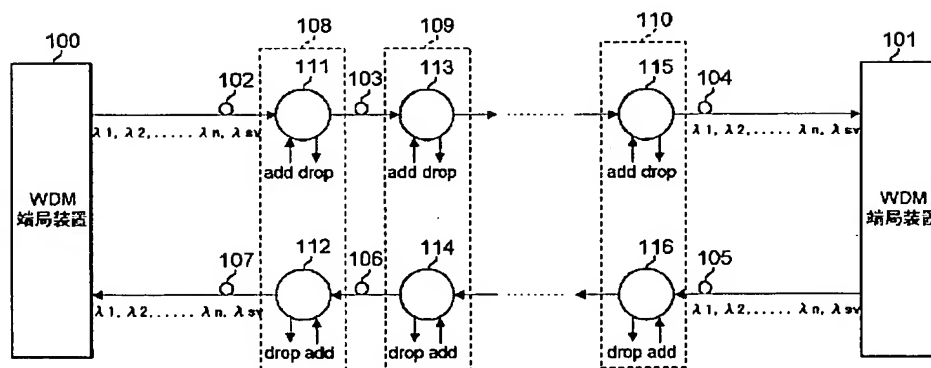 108
109
110
100
101
111
113
115
102
103
104
λ1, λ2,..... λn, λsv
λ1, λ2,..... λn, λsv
add drop
add drop
add drop
WDM
端局装置
WDM
端局装置
112
114
116
107
106
105
λ1, λ2,..... λn, λsv
λ1, λ2,..... λn, λsv
drop add
drop add
drop add